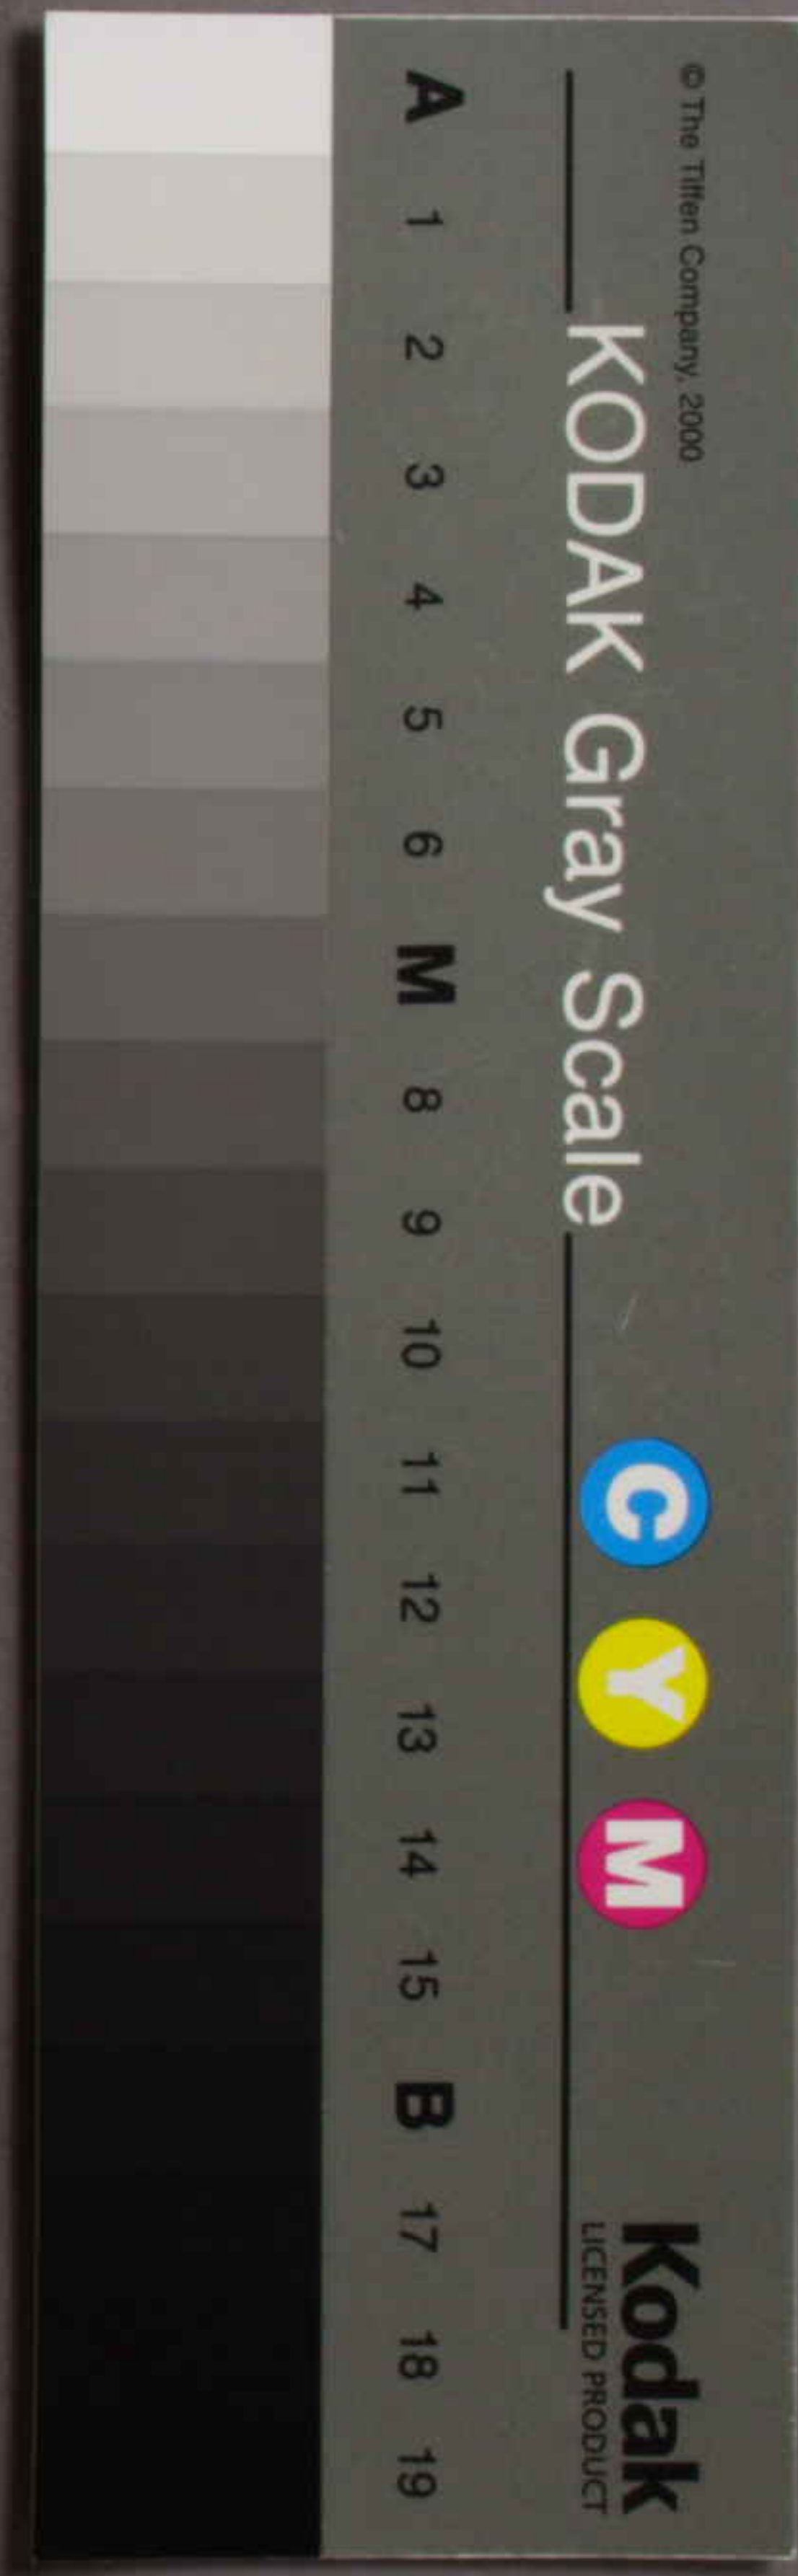 © The Tiffen Company, 2000
KODAK Gray Scale
C Y M
Kodak
LICENSED PRODUCT
A 1 2 3 4 5 6 M 8 9 10 11 12 13 14 15 B 17 18 19